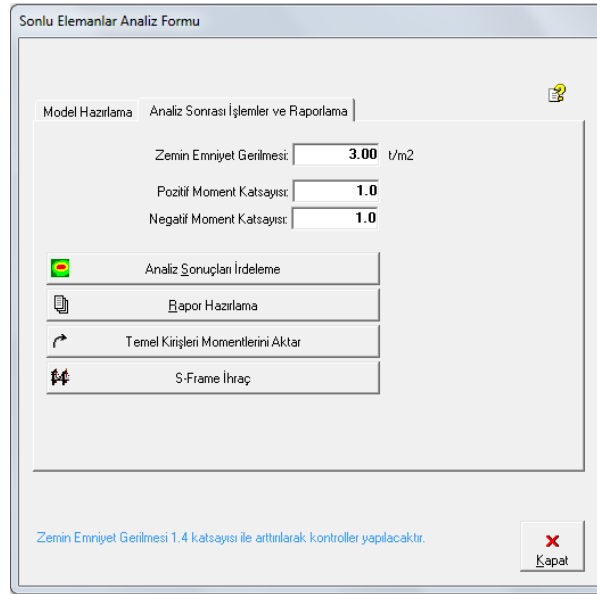 Sonlu Elemanlar Analiz Formu
Model Hazırlama Analiz Sonrası İşlemler ve Raporlama
Zemin Emniyet Gerilmesi: 3.00 t/m2
Pozitif Moment Katsayısı: 1.0
Negatif Moment Katsayısı: 1.0
Analiz Sonuçları İrdeleme
Rapor Hazırlama
Temel Kirişleri Momentlerini Aktar
S-Frame İhraç
Zemin Emniyet Gerilmesi 1.4 katsayısı ile arttırılarak kontroller yapılacaktır.
Kapat